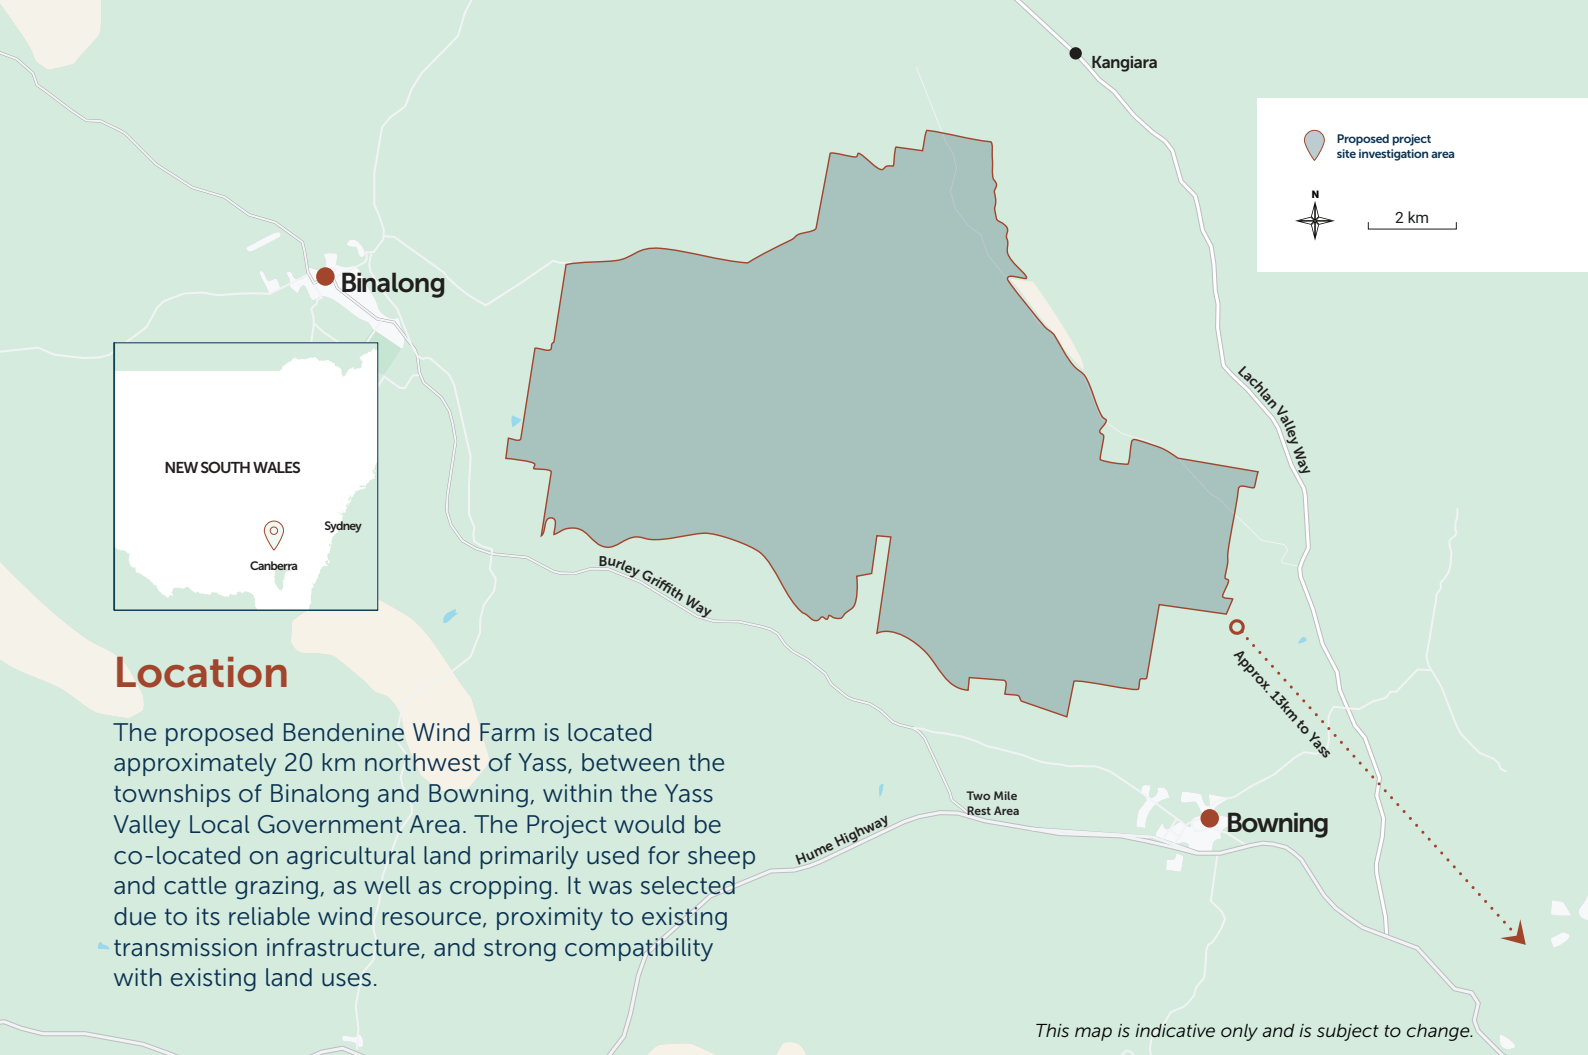 Kangiara
Proposed project
site investigation area
N
2 km
Binalong
Lachlan Valley Way
NEW SOUTH WALES
Sydney
Canberra
Burley Griffith Way
Approx. 13km to Yass
Location
The proposed Bendenine Wind Farm is located
approximately 20 km northwest of Yass, between the
townships of Binalong and Bowning, within the Yass
Valley Local Government Area. The Project would be
co-located on agricultural land primarily used for sheep
and cattle grazing, as well as cropping. It was selected
due to its reliable wind resource, proximity to existing
transmission infrastructure, and strong compatibility
with existing land uses.
Two Mile
Rest Area
Hume Highway
Bowning
This map is indicative only and is subject to change.